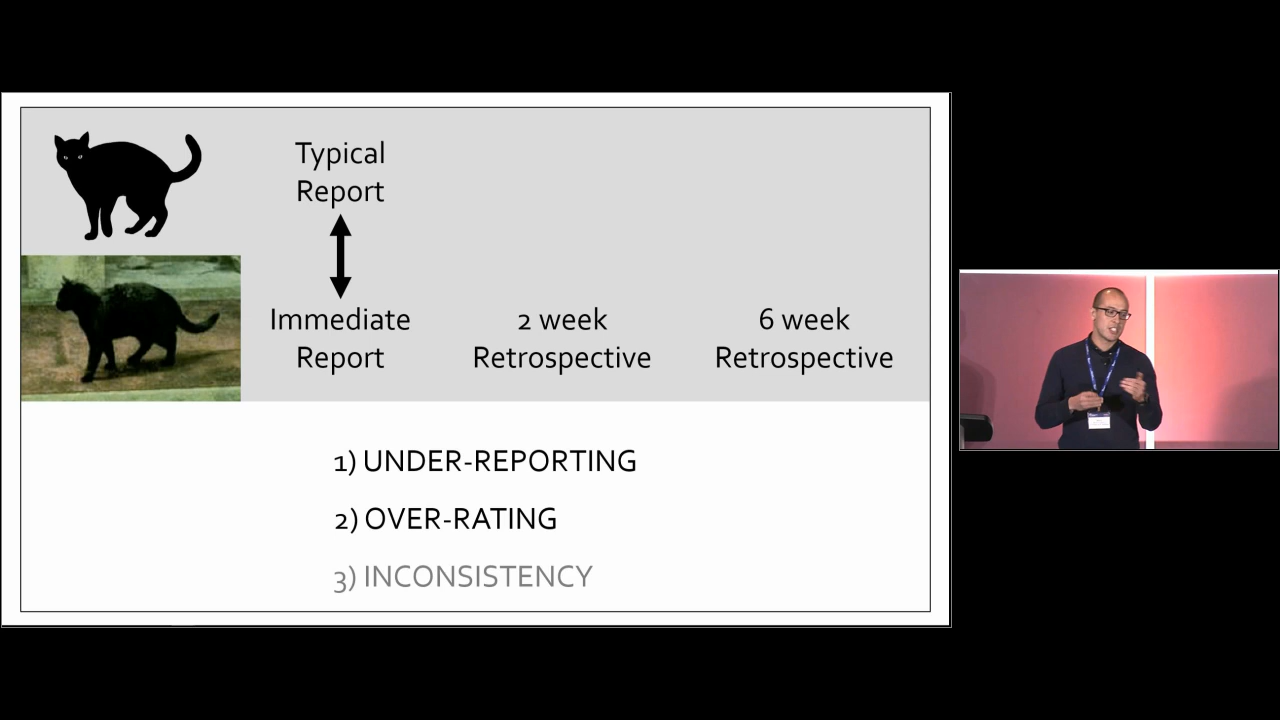 Typical
Report
Immediate
Report
2 week
Retrospective
6 week
Retrospective
1) UNDER-REPORTING
2) OVER-RATING
3) INCONSISTENCY